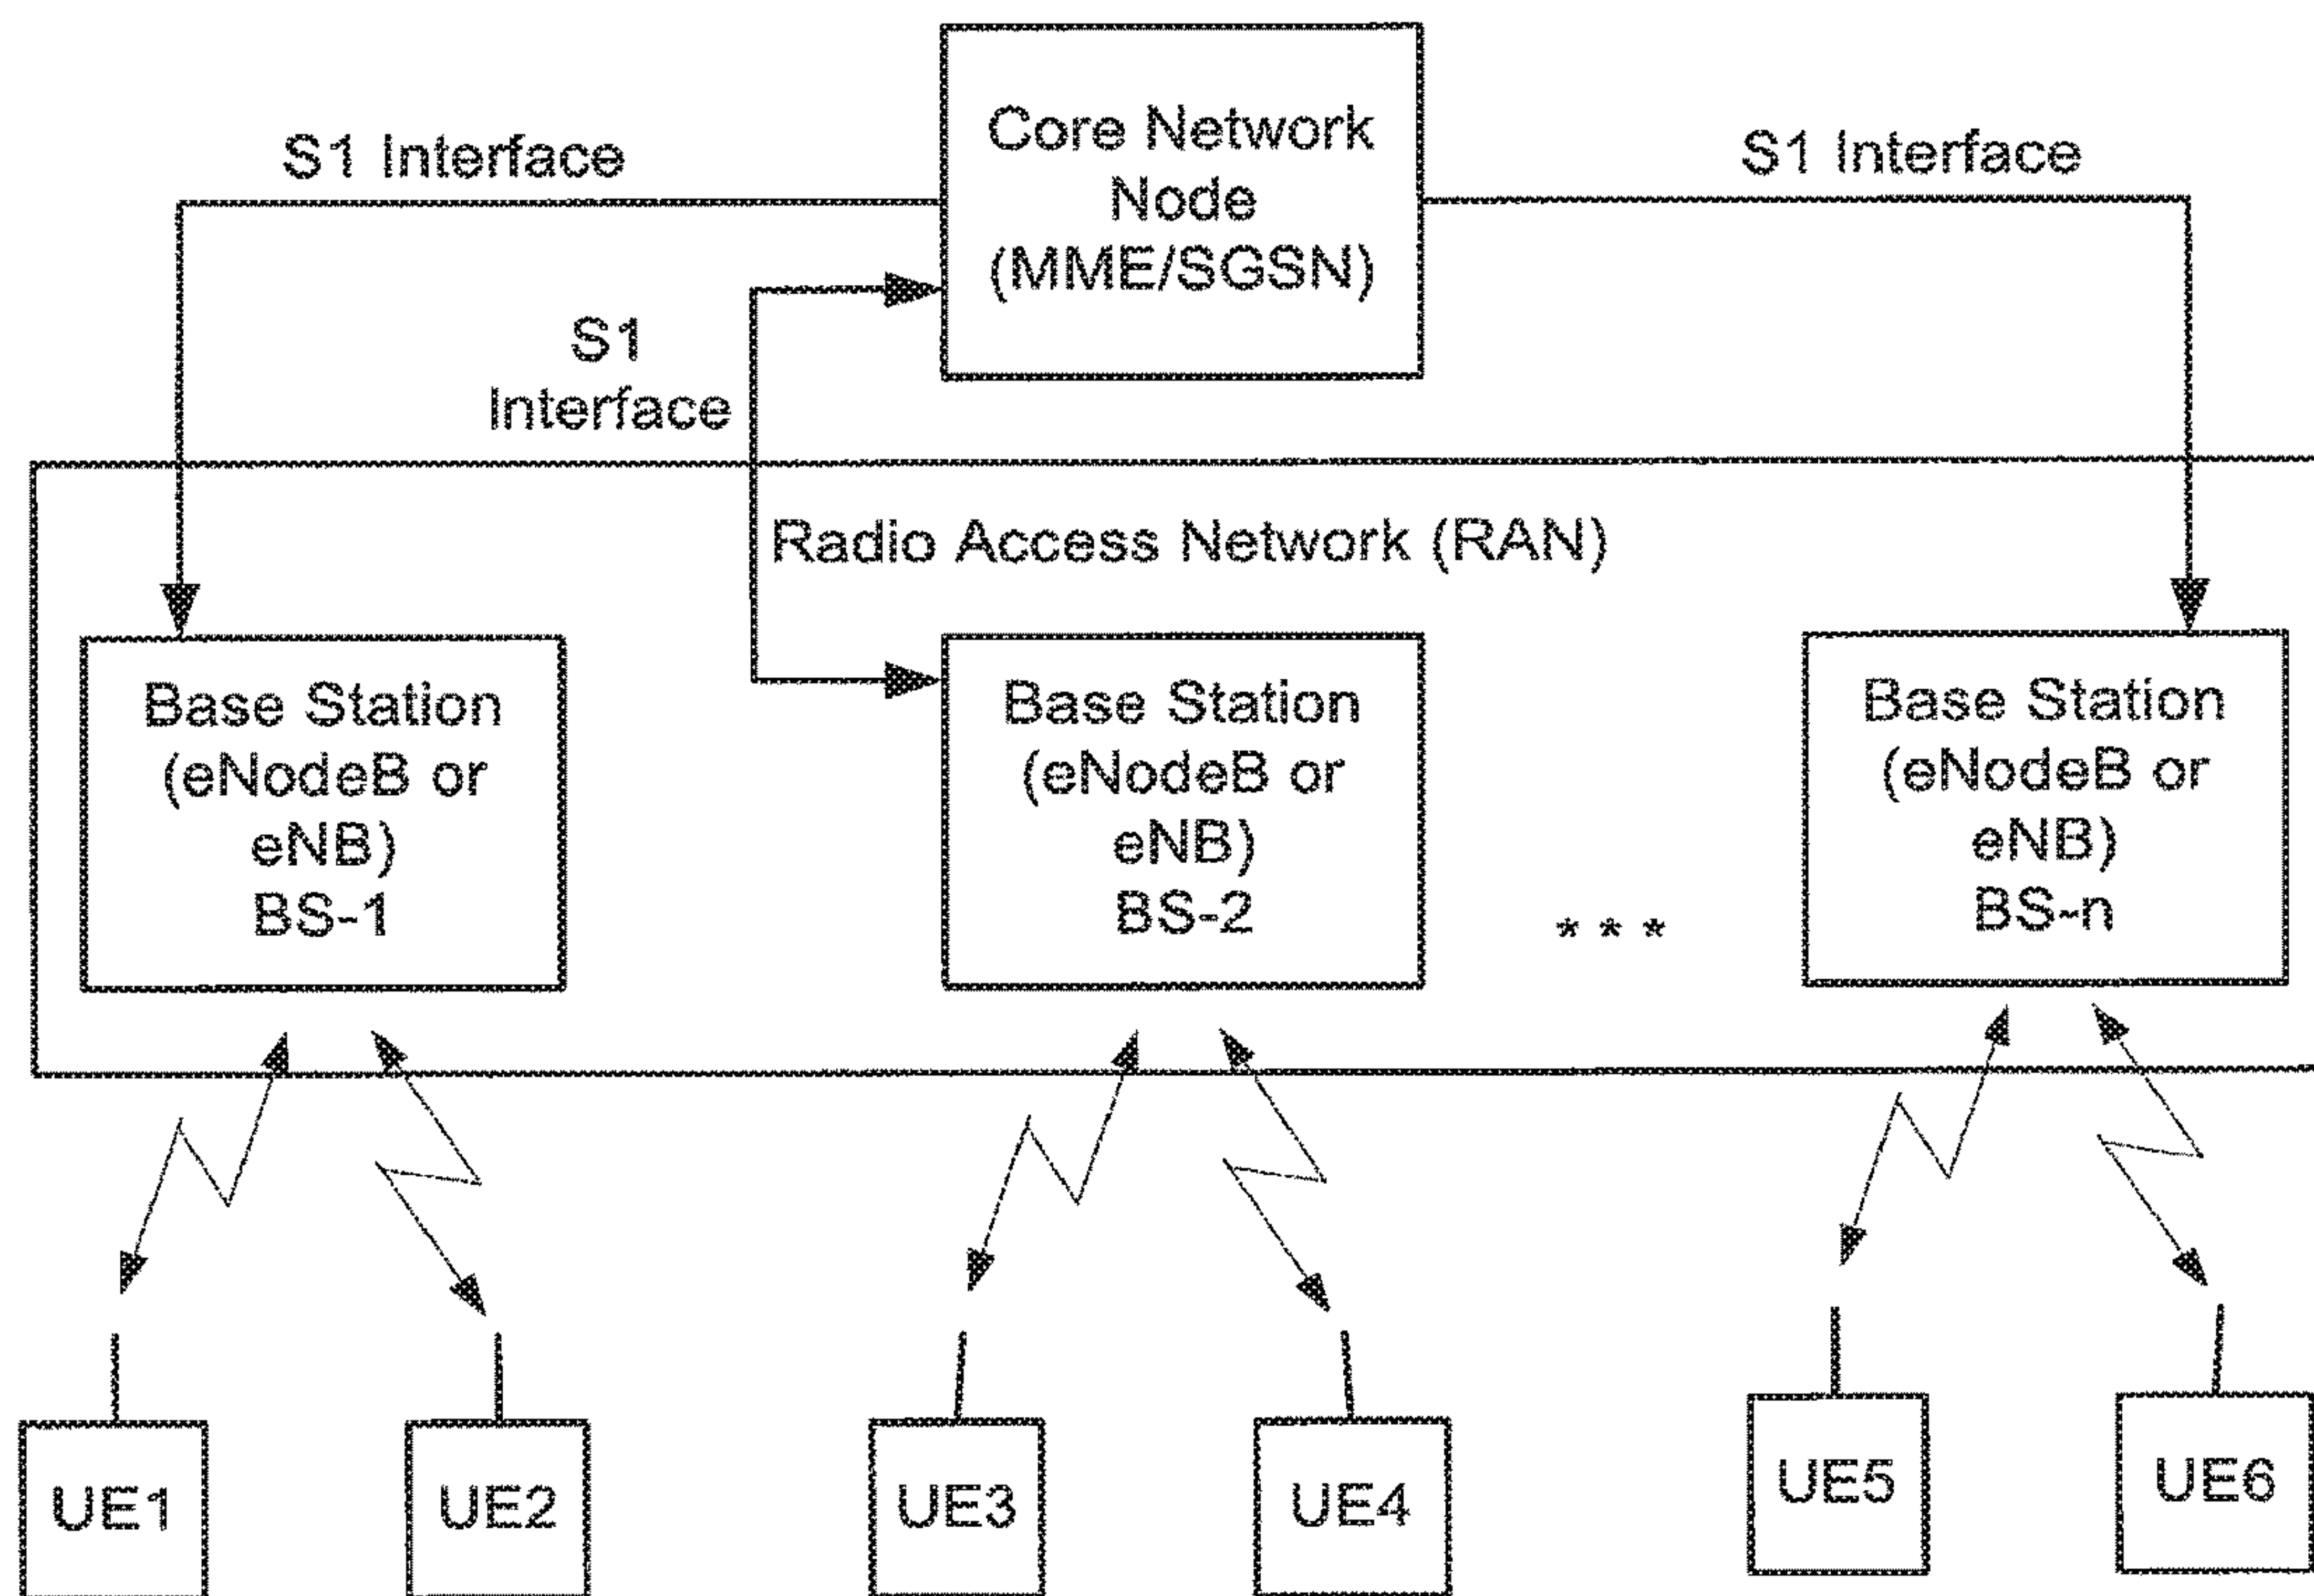 Core Network
Node
(MME/SGSN)
S1 Interface
S1 Interface
S1
Interface
Radio Access Network (RAN)
Base Station
(eNodeB or
eNB)
BS-1
Base Station
(eNodeB or
eNB)
BS-2
* * *
Base Station
(eNodeB or
eNB)
BS-n
UE1
UE2
UE3
UE4
UE5
UE6